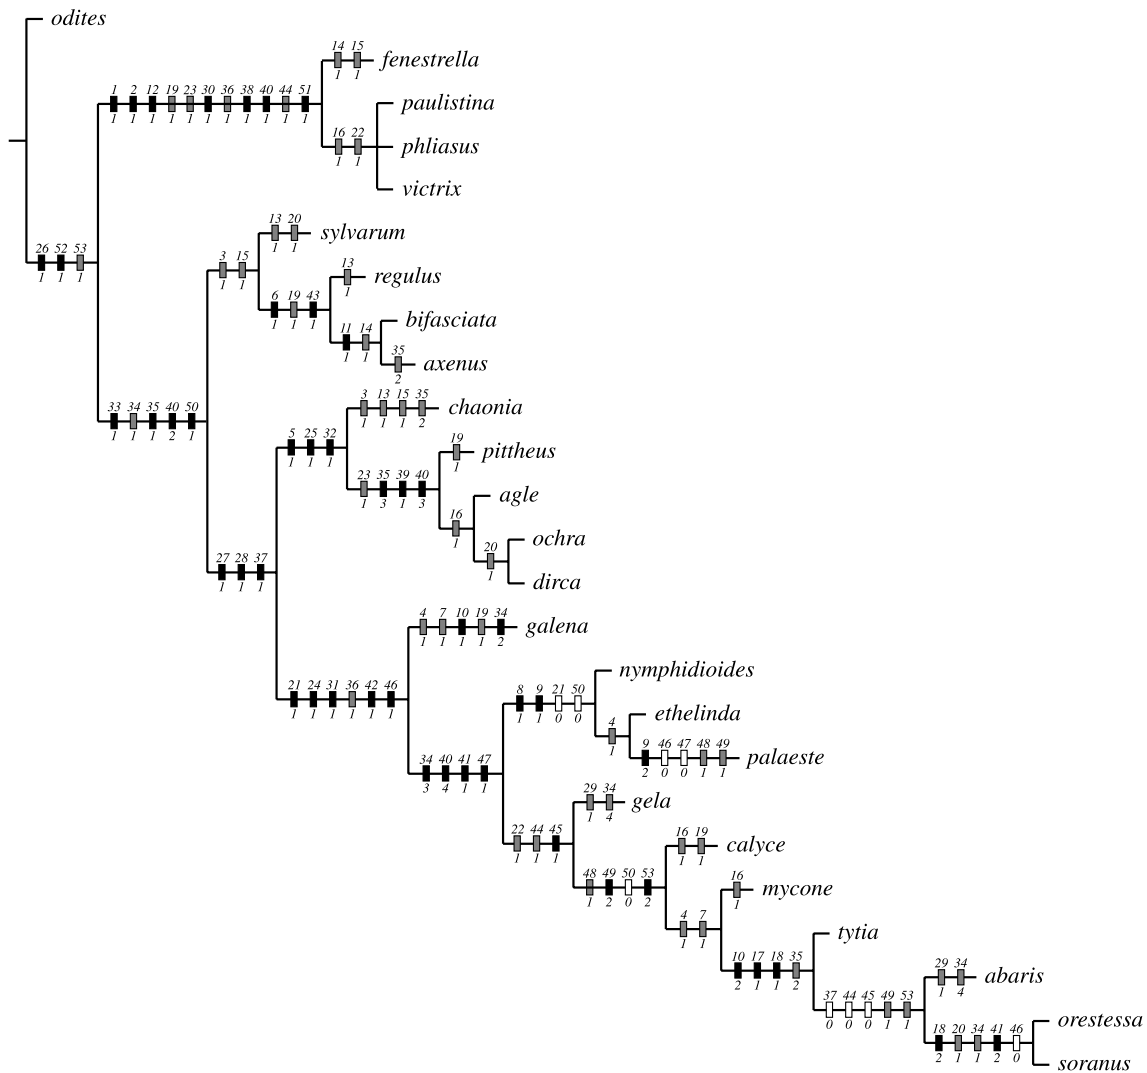 odites
14 15
fenestrella
1 1
1 2 12 19 23 30 36 38 40 44 51
paulistina
1 1 1 1 1 1 1 1 1 1 1
16 22
phliasus
1 1
victrix
13 20
sylvarum
1 1
26 52 53
3 15
13
regulus
1 1 1
1 1
1
6 19 43
bifasciata
1 1 1
11 14
1 1
35
axenus
2
33 34 35 40 50
3 13 15 35
chaonia
1 1 1 2 1
1 1 1 2
5 25 32
19
pittheus
1 1 1
1
23 35 39 40
agle
1 3 1 3
16
1
ochra
20
1
27 28 37
dirca
1 1 1
4 7 10 19 34
galena
1 1 1 1 2
nymphidioides
21 24 31 36 42 46
8 9 21 50
1 1 1 1 1 1
1 1 0 0
ethelinda
4
1
9 46 47 48 49
palaeste
2 0 0 1 1
34 40 41 47
3 4 1 1
29 34
gela
1 4
22 44 45
16 19
calyce
1 1 1
1 1
48 49 50 53
16
mycone
1 2 0 2
1
4 7
tytia
1 1
10 17 18 35
29 34
abaris
2 1 1 2
1 4
37 44 45 49 53
orestessa
0 0 0 1 1
18 20 34 41 46
2 1 1 2 0
soranus